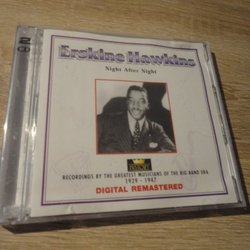 Erskine Hawkins
Night After Night
RECORDINGS BY THE GREATEST MUSICIANS OF THE BIG BAND ERA
1929 - 1947
DIGITAL REMASTERED